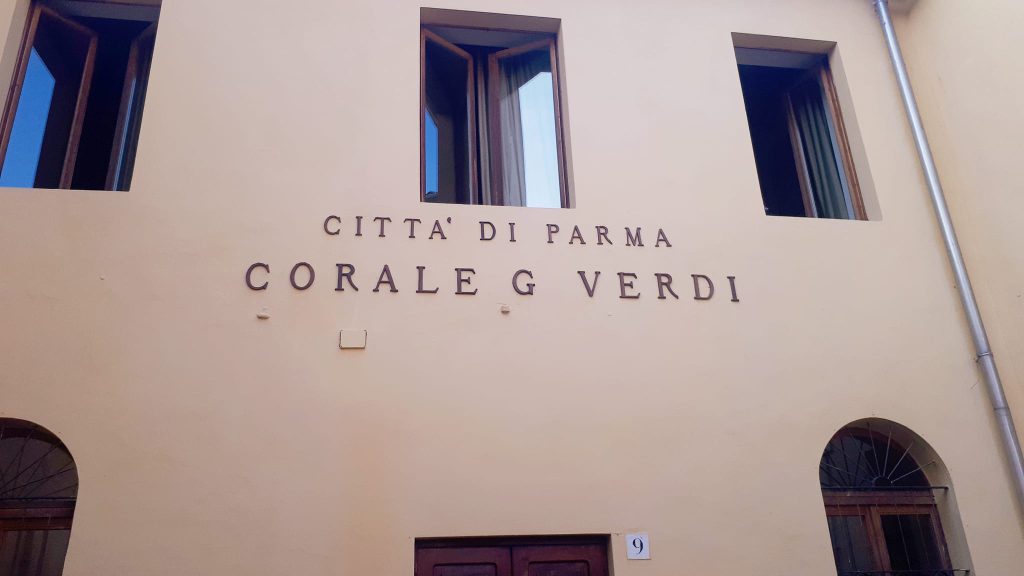 CITTA' DI PARMA
CORALE G VERDI
9